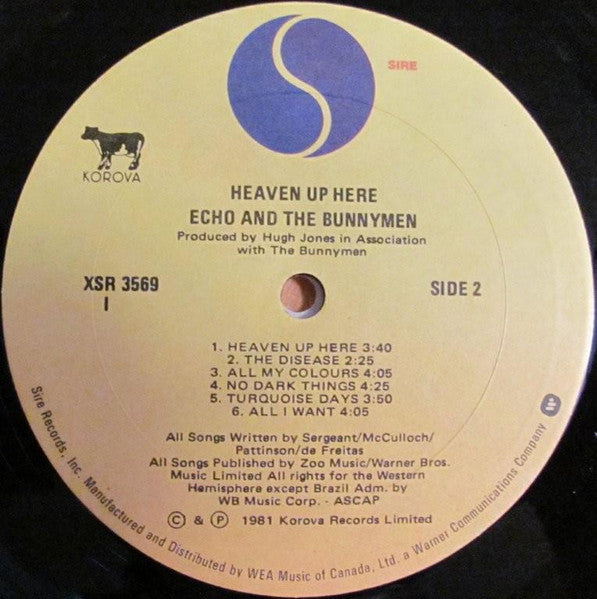 SIRE
KOROVA
HEAVEN UP HERE
ECHO AND THE BUNNYMEN
Produced by Hugh Jones in Association
with The Bunnymen
XSR 3569
I
SIDE 2
1. HEAVEN UP HERE 3:40
2. THE DISEASE 2:25
3. ALL MY COLOURS 4:05
4. NO DARK THINGS 4:25
5. TURQUOISE DAYS 3:50
6. ALL I WANT 4:05
All Songs Written by Sergeant/McCulloch/
Pattinson/de Freitas
All Songs Published by Zoo Music/Warner Bros.
Music Limited All rights for the Western
Hemisphere except Brazil Adm. by
WB Music Corp. - ASCAP
© & ℗ 1981 Korova Records Limited
Sire Records, Inc. Manufactured and Distributed by WEA Music of Canada, Ltd. a Warner Communications Company